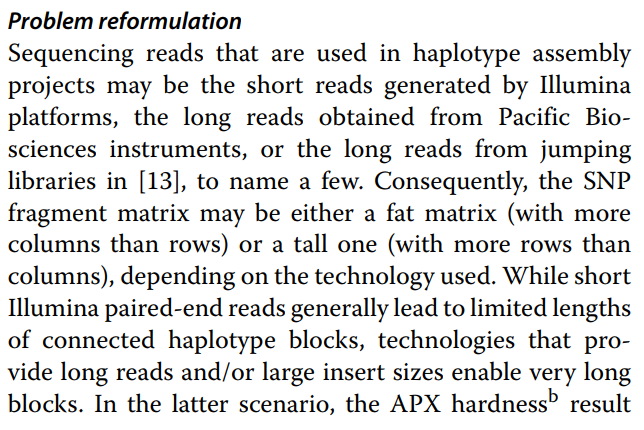 Problem reformulation
Sequencing reads that are used in haplotype assembly
projects may be the short reads generated by Illumina
platforms, the long reads obtained from Pacific Bio-
sciences instruments, or the long reads from jumping
libraries in [13], to name a few. Consequently, the SNP
fragment matrix may be either a fat matrix (with more
columns than rows) or a tall one (with more rows than
columns), depending on the technology used. While short
Illumina paired-end reads generally lead to limited lengths
of connected haplotype blocks, technologies that pro-
vide long reads and/or large insert sizes enable very long
blocks. In the latter scenario, the APX hardnessᵇ result